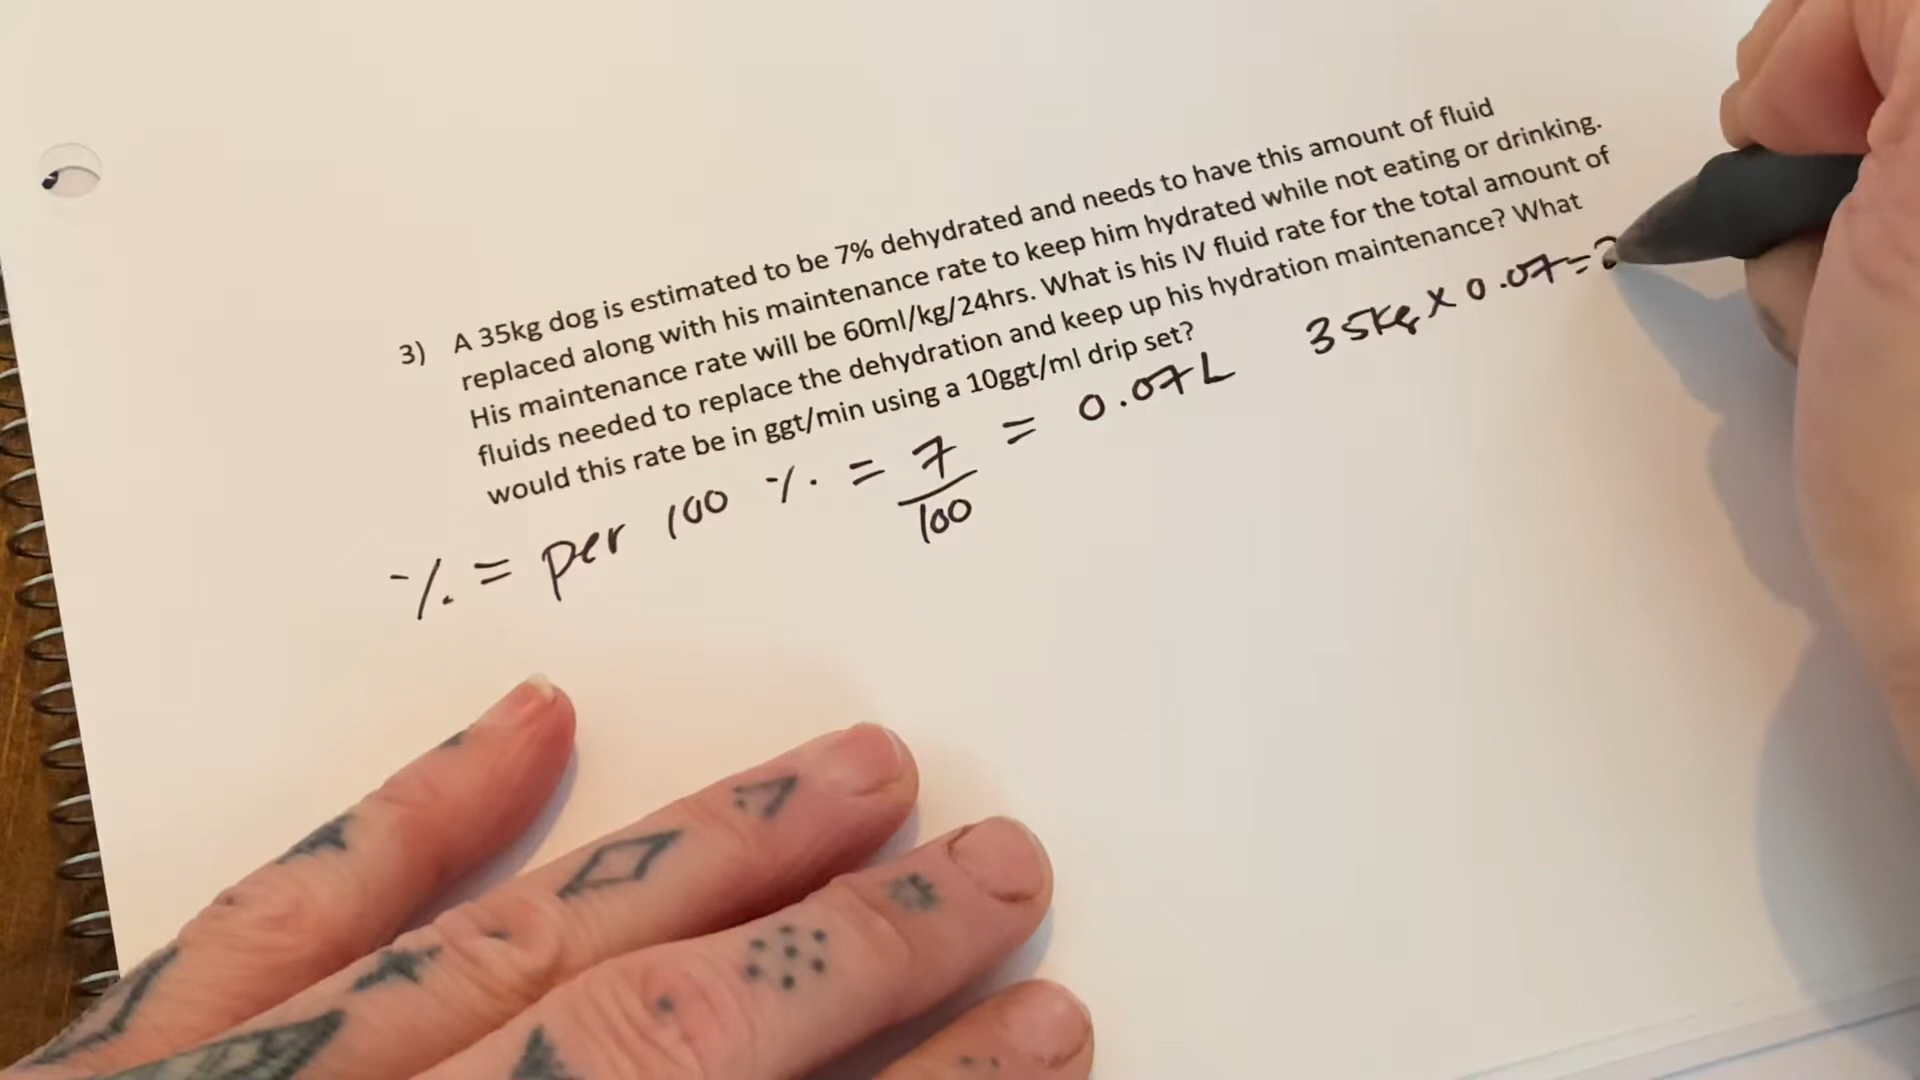 3) A 35kg dog is estimated to be 7% dehydrated and needs to have this amount of fluid
replaced along with his maintenance rate to keep him hydrated while not eating or drinking.
His maintenance rate will be 60ml/kg/24hrs. What is his IV fluid rate for the total amount of
fluids needed to replace the dehydration and keep up his hydration maintenance? What
would this rate be in ggt/min using a 10ggt/ml drip set?
% = per 100 % = 7/100 = 0.07L
35kg x 0.07=